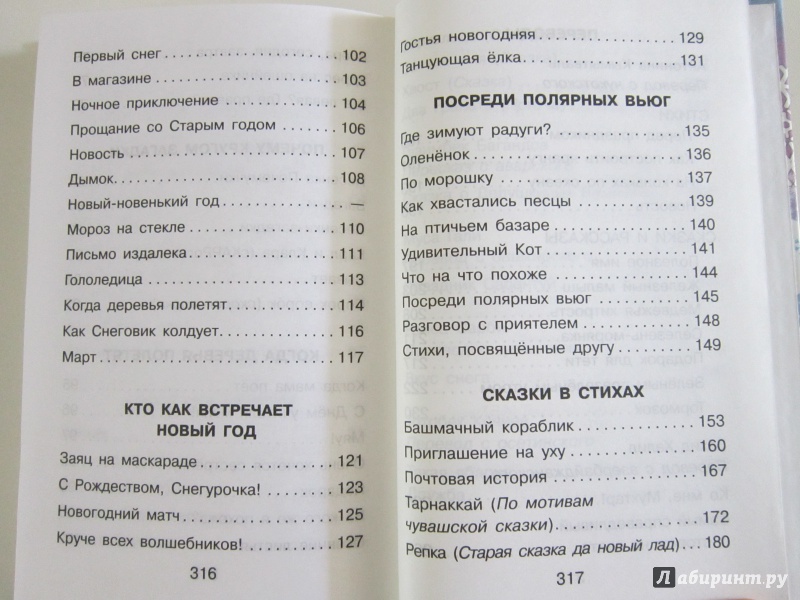 Первый снег 102
В магазине 103
Ночное приключение 104
Прощание со Старым годом 106
Новость 107
Дымок 108
Новый-новенький год —
Мороз на стекле 110
Письмо издалека 111
Гололедица 113
Когда деревья полетят 114
Как Снеговик колдует 116
Март 117
КТО КАК ВСТРЕЧАЕТ
НОВЫЙ ГОД
Заяц на маскараде 121
С Рождеством, Снегурочка! 123
Новогодний матч 125
Круче всех волшебников! 127
316
Гостья новогодняя 129
Танцующая ёлка 131
ПОСРЕДИ ПОЛЯРНЫХ ВЬЮГ
Где зимуют радуги? 135
Оленёнок 136
По морошку 137
Как хвастались песцы 139
На птичьем базаре 140
Удивительный Кот 141
Что на что похоже 144
Посреди полярных вьюг 145
Разговор с приятелем 148
Стихи, посвящённые другу 149
СКАЗКИ В СТИХАХ
Башмачный кораблик 153
Приглашение на уху 160
Почтовая история 167
Тарнаккай (По мотивам
чувашской сказки) 172
Репка (Старая сказка да новый лад) 180
317
Лабиринт.ру